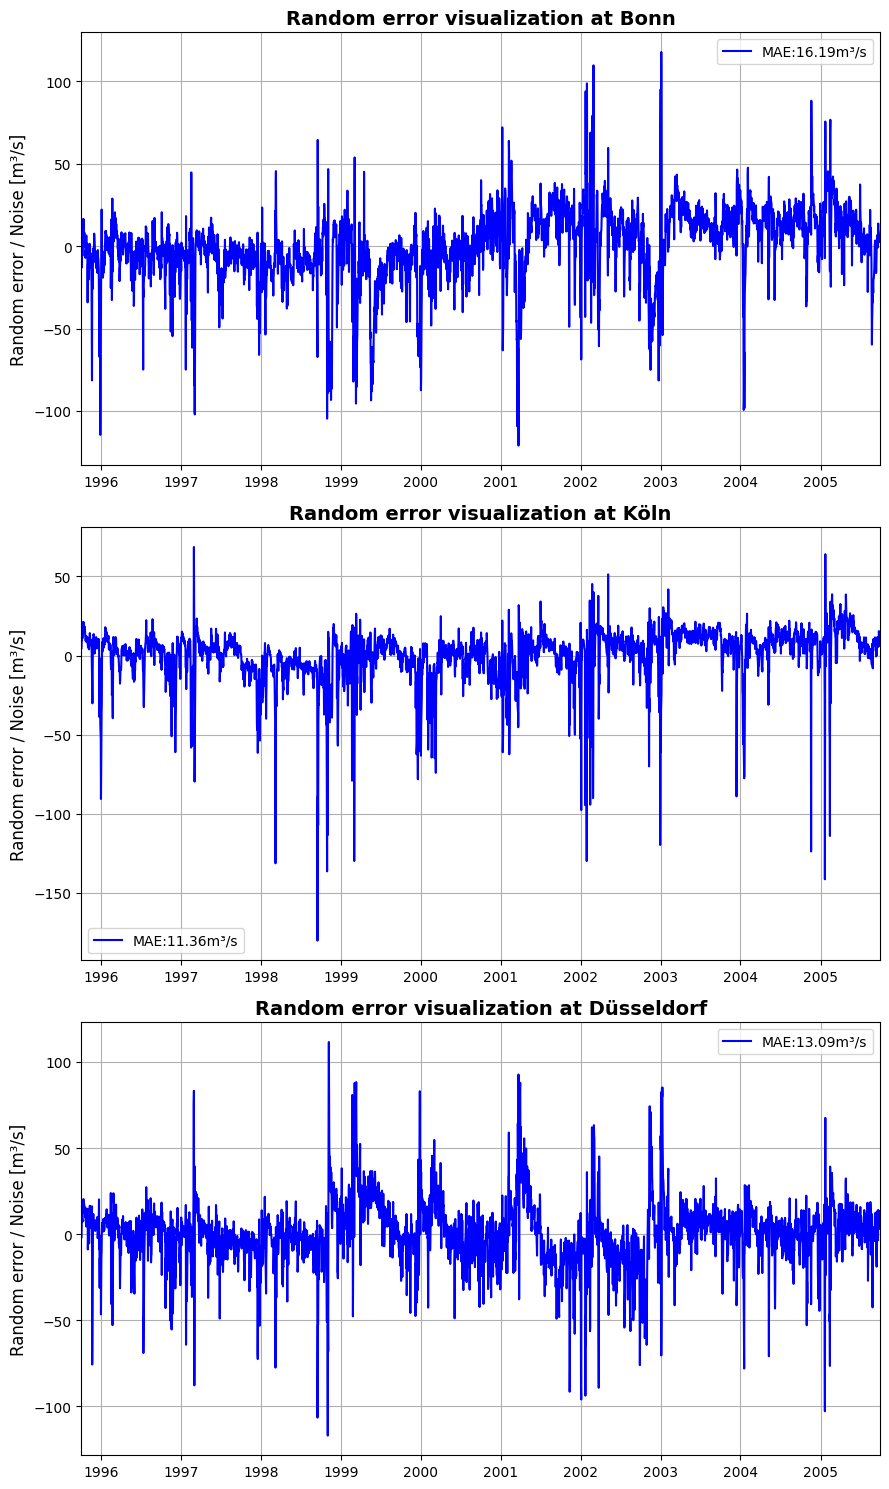 Random error visualization at Bonn
MAE:16.19m³/s
Random error / Noise [m³/s]
100
50
0
−50
−100
1996 1997 1998 1999 2000 2001 2002 2003 2004 2005
Random error visualization at Köln
Random error / Noise [m³/s]
50
0
−50
−100
−150
MAE:11.36m³/s
1996 1997 1998 1999 2000 2001 2002 2003 2004 2005
Random error visualization at Düsseldorf
MAE:13.09m³/s
Random error / Noise [m³/s]
100
50
0
−50
−100
1996 1997 1998 1999 2000 2001 2002 2003 2004 2005